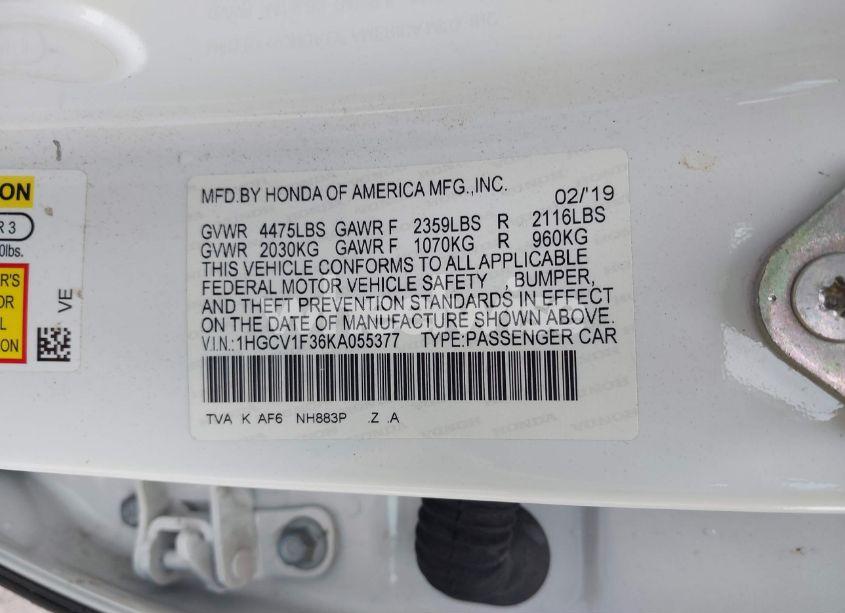 MFD.BY HONDA OF AMERICA MFG.,INC. 02/'19
GVWR 4475LBS GAWR F 2359LBS R 2116LBS
GVWR 2030KG GAWR F 1070KG R 960KG
THIS VEHICLE CONFORMS TO ALL APPLICABLE
FEDERAL MOTOR VEHICLE SAFETY , BUMPER,
AND THEFT PREVENTION STANDARDS IN EFFECT
ON THE DATE OF MANUFACTURE SHOWN ABOVE.
V.I.N.:1HGCV1F36KA055377 TYPE:PASSENGER CAR
TVA K AF6 NH883P .Z .A
VE